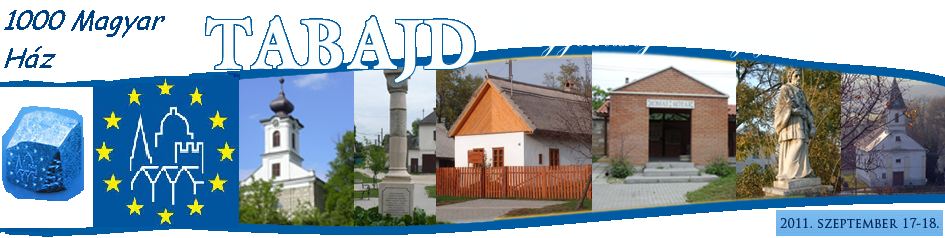 1000 Magyar
Ház
TABAJD
2011. SZEPTEMBER 17-18.